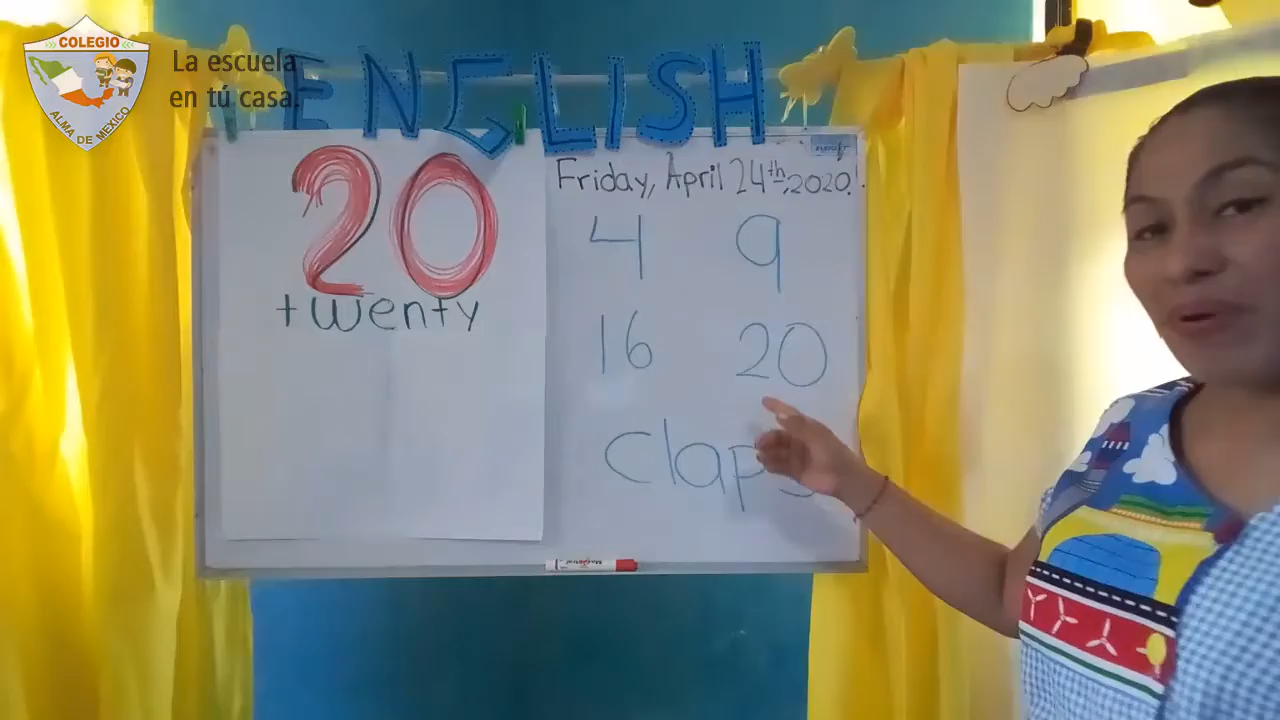 COLEGIO
ALMA DE MEXICO
La escuela
en tú casa.
ENGLISH
20
twenty
Friday, April 24th, 2020!.
4 9
16 20
Claps